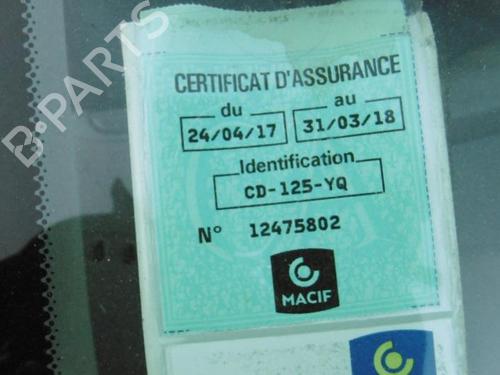 B-PARTS
CERTIFICAT D'ASSURANCE
du au
24/04/17 31/03/18
Identification
CD-125-YQ
N° 12475802
MACIF